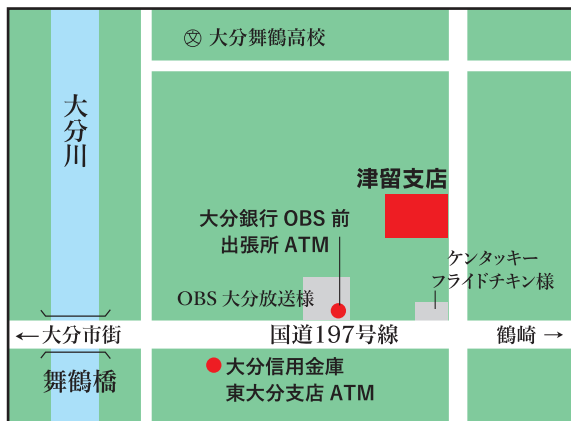 ㊫ 大分舞鶴高校
大分川
津留支店
大分銀行 OBS 前
出張所 ATM
ケンタッキー
フライドチキン様
OBS 大分放送様
←大分市街
国道197号線
鶴崎→
舞鶴橋
大分信用金庫
東大分支店 ATM